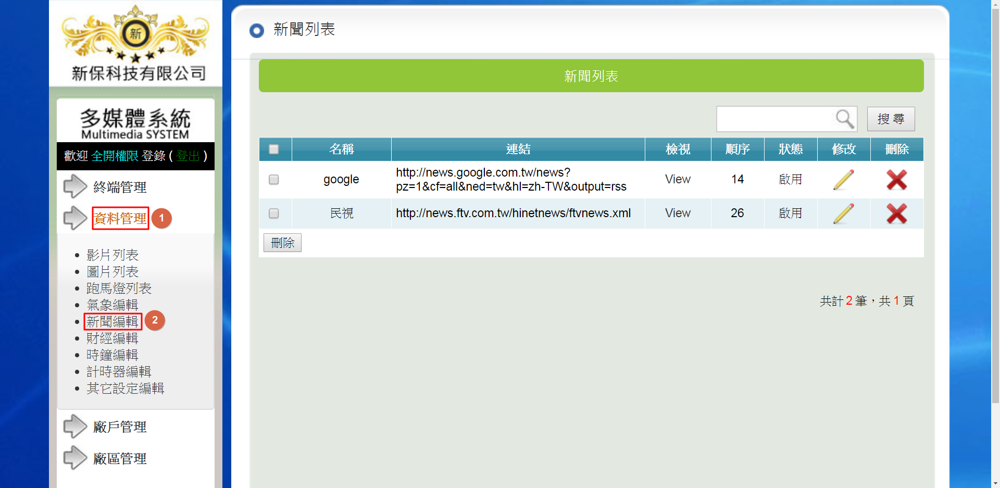 新
新保科技有限公司
多媒體系統
Multimedia SYSTEM
歡迎 全開權限 登錄 ( 登出 )
終端管理
資料管理 1
影片列表
圖片列表
跑馬燈列表
氣象編輯
新聞編輯 2
財經編輯
時鐘編輯
計時器編輯
其它設定編輯
廠戶管理
廠區管理
新聞列表
新聞列表
搜 尋
名稱 連結 檢視 順序 狀態 修改 刪除
google http://news.google.com.tw/news?
pz=1&cf=all&ned=tw&hl=zh-TW&output=rss View 14 啟用
民視 http://news.ftv.com.tw/hinetnews/ftvnews.xml View 26 啟用
刪除
共計 2 筆，共 1 頁